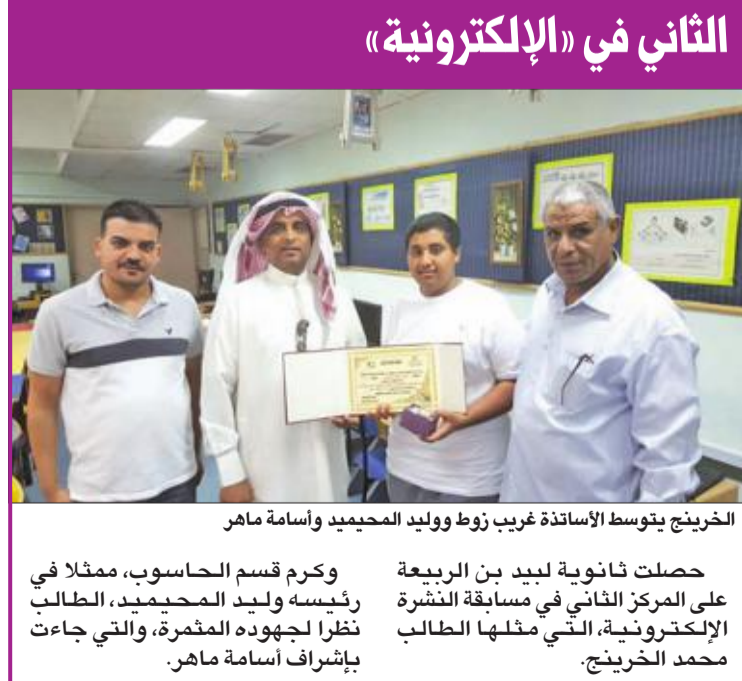 الثاني في «الإلكترونية»
الخرينج يتوسط الأساتذة غريب زوط ووليد المحيميد وأسامة ماهر
حصلت ثانوية لبيد بن الربيعة
على المركز الثاني في مسابقة النشرة
الإلكترونية، التي مثلها الطالب
محمد الخرينج.
وكرم قسم الحاسوب، ممثلا في
رئيسه وليد المحيميد، الطالب
نظرا لجهوده المثمرة، والتي جاءت
بإشراف أسامة ماهر.